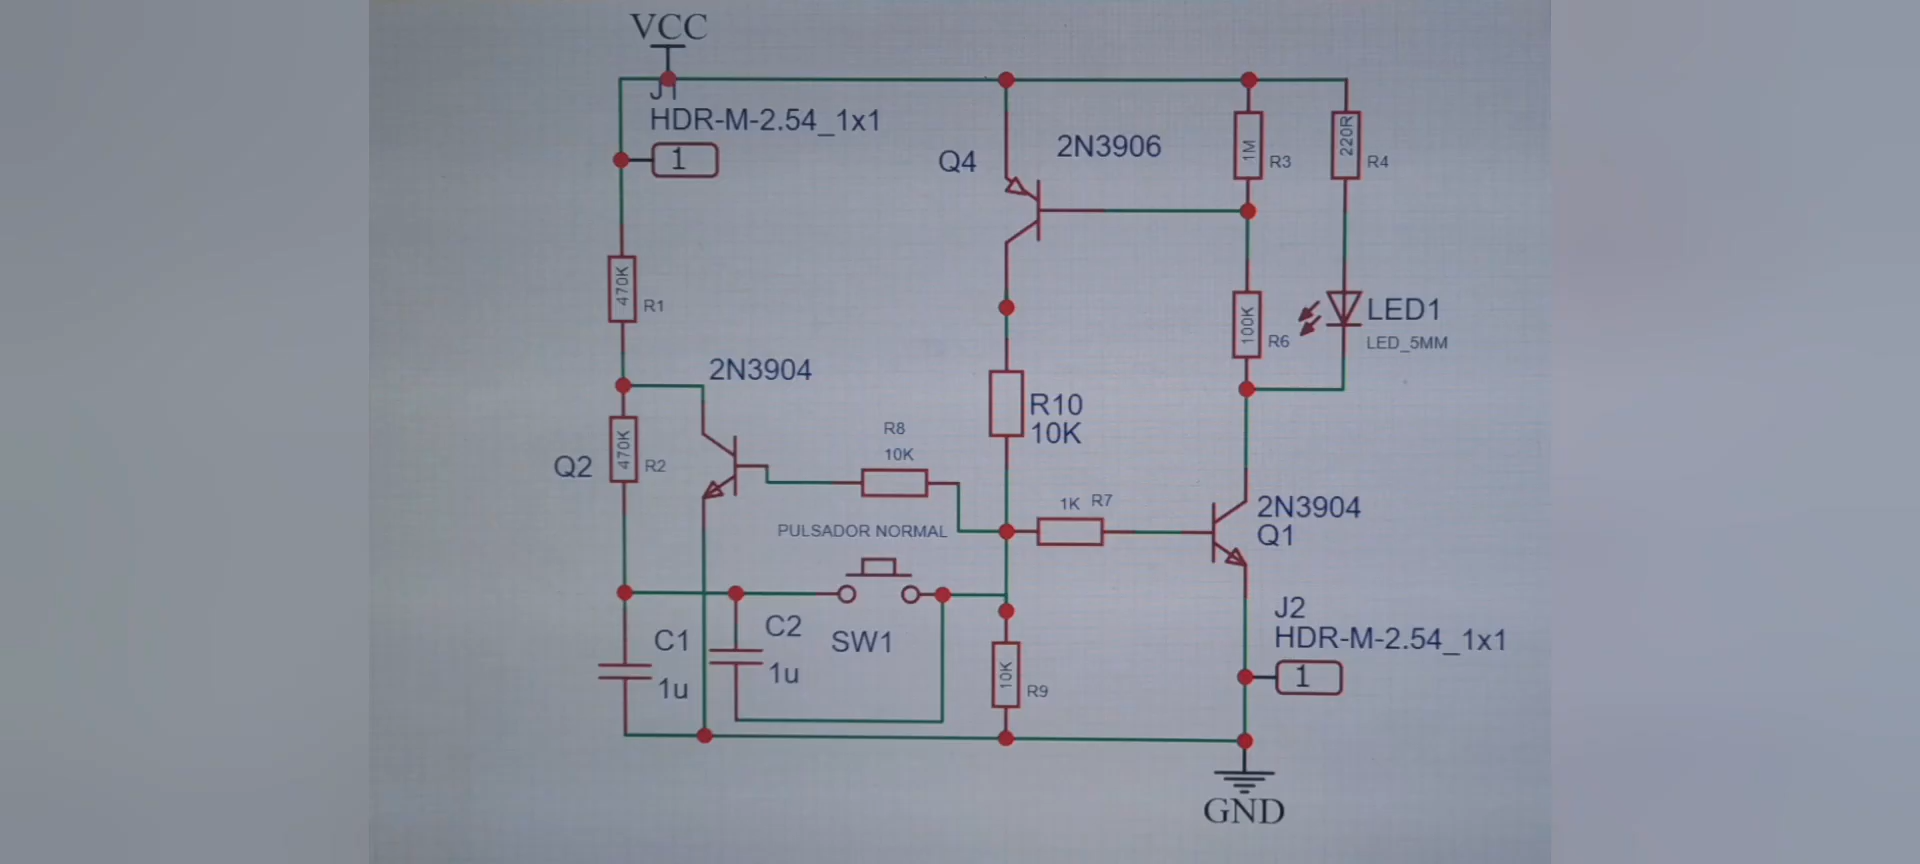 VCC
J1
HDR-M-2.54_1x1
1
Q4
2N3906
1M
R3
220R
R4
470K
R1
100K
R6
LED1
LED_5MM
2N3904
R10
10K
Q2
470K
R2
R8
10K
1K R7
2N3904
Q1
PULSADOR NORMAL
C1
1u
C2
1u
SW1
10K
R9
J2
HDR-M-2.54_1x1
1
GND